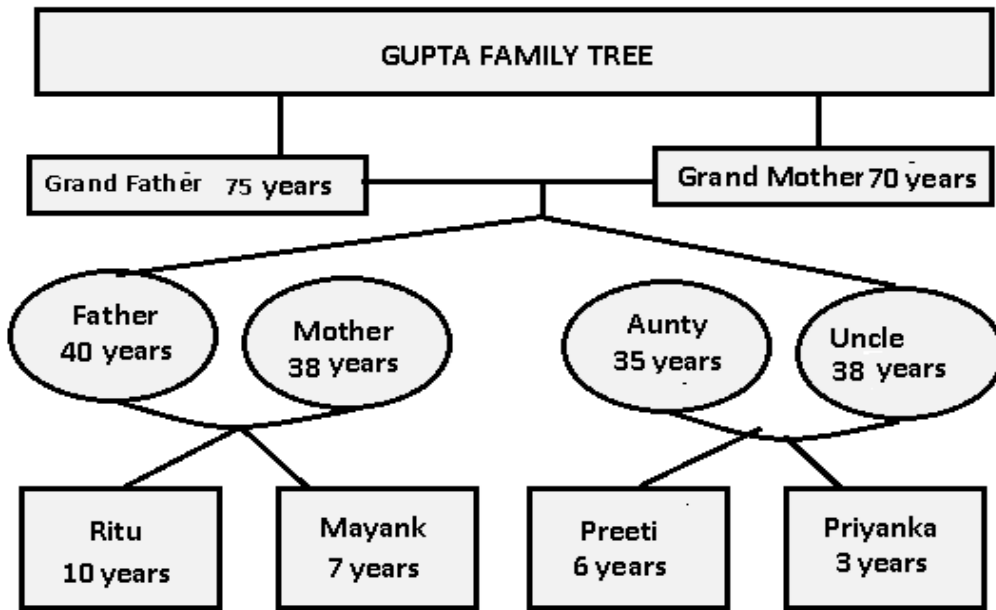 GUPTA FAMILY TREE
Grand Father 75 years
Grand Mother 70 years
Father
40 years
Mother
38 years
Aunty
35 years
Uncle
38 years
Ritu
10 years
Mayank
7 years
Preeti
6 years
Priyanka
3 years